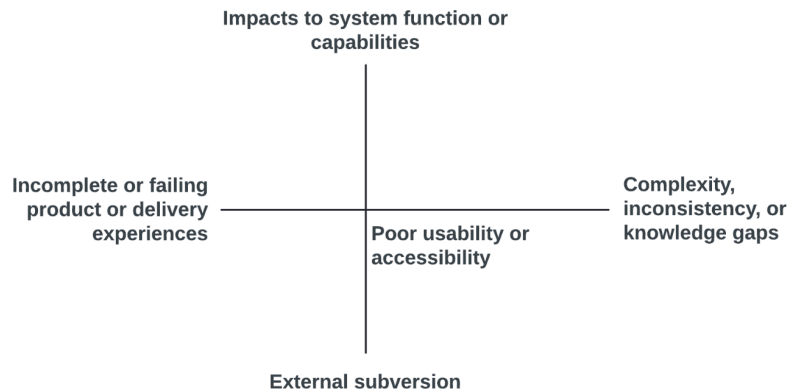 Impacts to system function or
capabilities
Incomplete or failing
product or delivery
experiences
Complexity,
inconsistency, or
knowledge gaps
Poor usability or
accessibility
External subversion